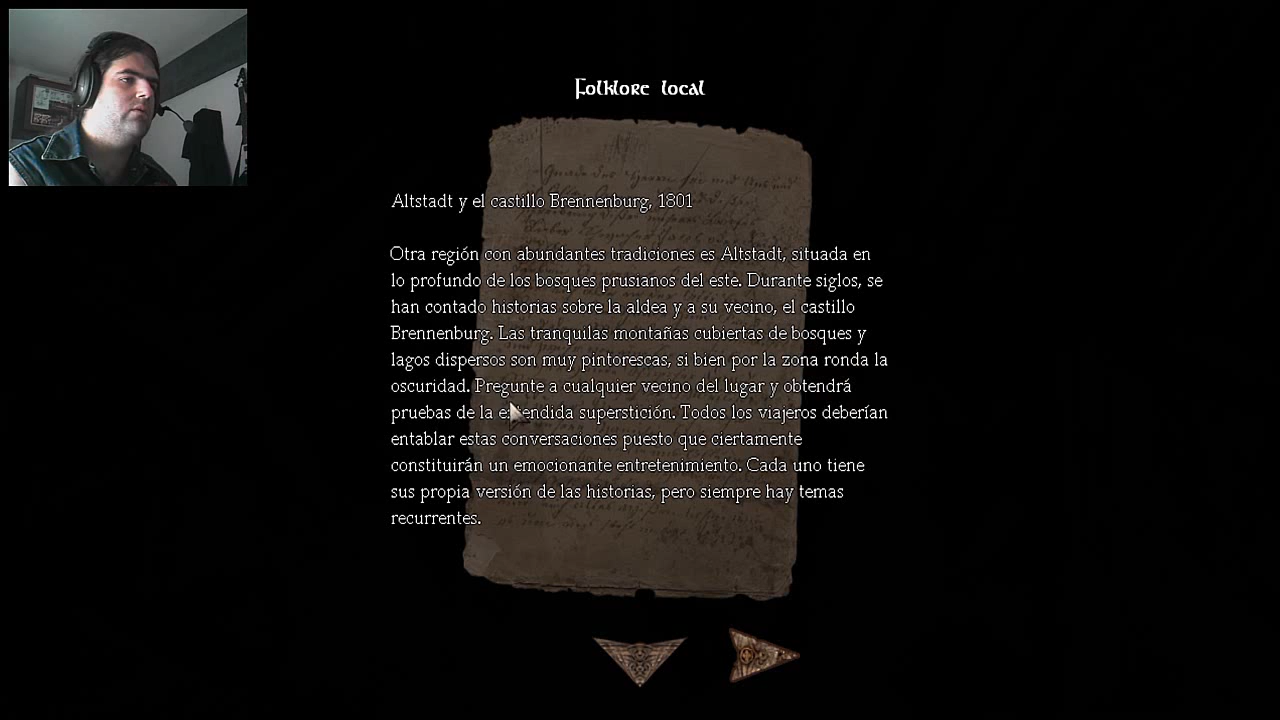 Folklore local
Altstadt y el castillo Brennenburg, 1801
Otra región con abundantes tradiciones es Altstadt, situada en
lo profundo de los bosques prusianos del este. Durante siglos, se
han contado historias sobre la aldea y a su vecino, el castillo
Brennenburg. Las tranquilas montañas cubiertas de bosques y
lagos dispersos son muy pintorescas, si bien por la zona ronda la
oscuridad. Pregunte a cualquier vecino del lugar y obtendrá
pruebas de la extendida superstición. Todos los viajeros deberían
entablar estas conversaciones puesto que ciertamente
constituirán un emocionante entretenimiento. Cada uno tiene
sus propia versión de las historias, pero siempre hay temas
recurrentes.